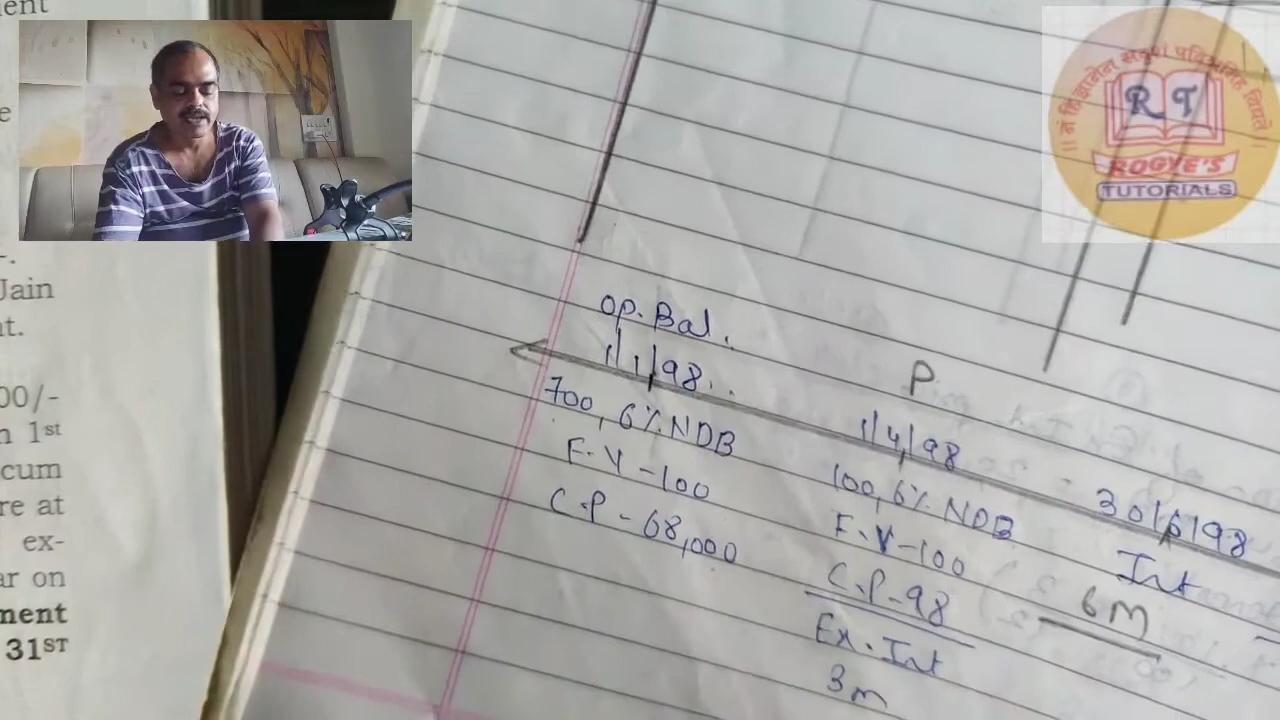 ent
e
-.
Jain
nt.
00/-
n 1st
cum
re at
ex-
ar on
ment
31ST
op. Bal.
1/1/98.
700, 6% NDB
F.V - 100
C.P - 68,000
P
1/4/98
100, 6% NDB
F.V - 100
C.P - 98
Ex. Int
3m
30/6/98
Int
6M
RT
ROGYE'S
TUTORIALS